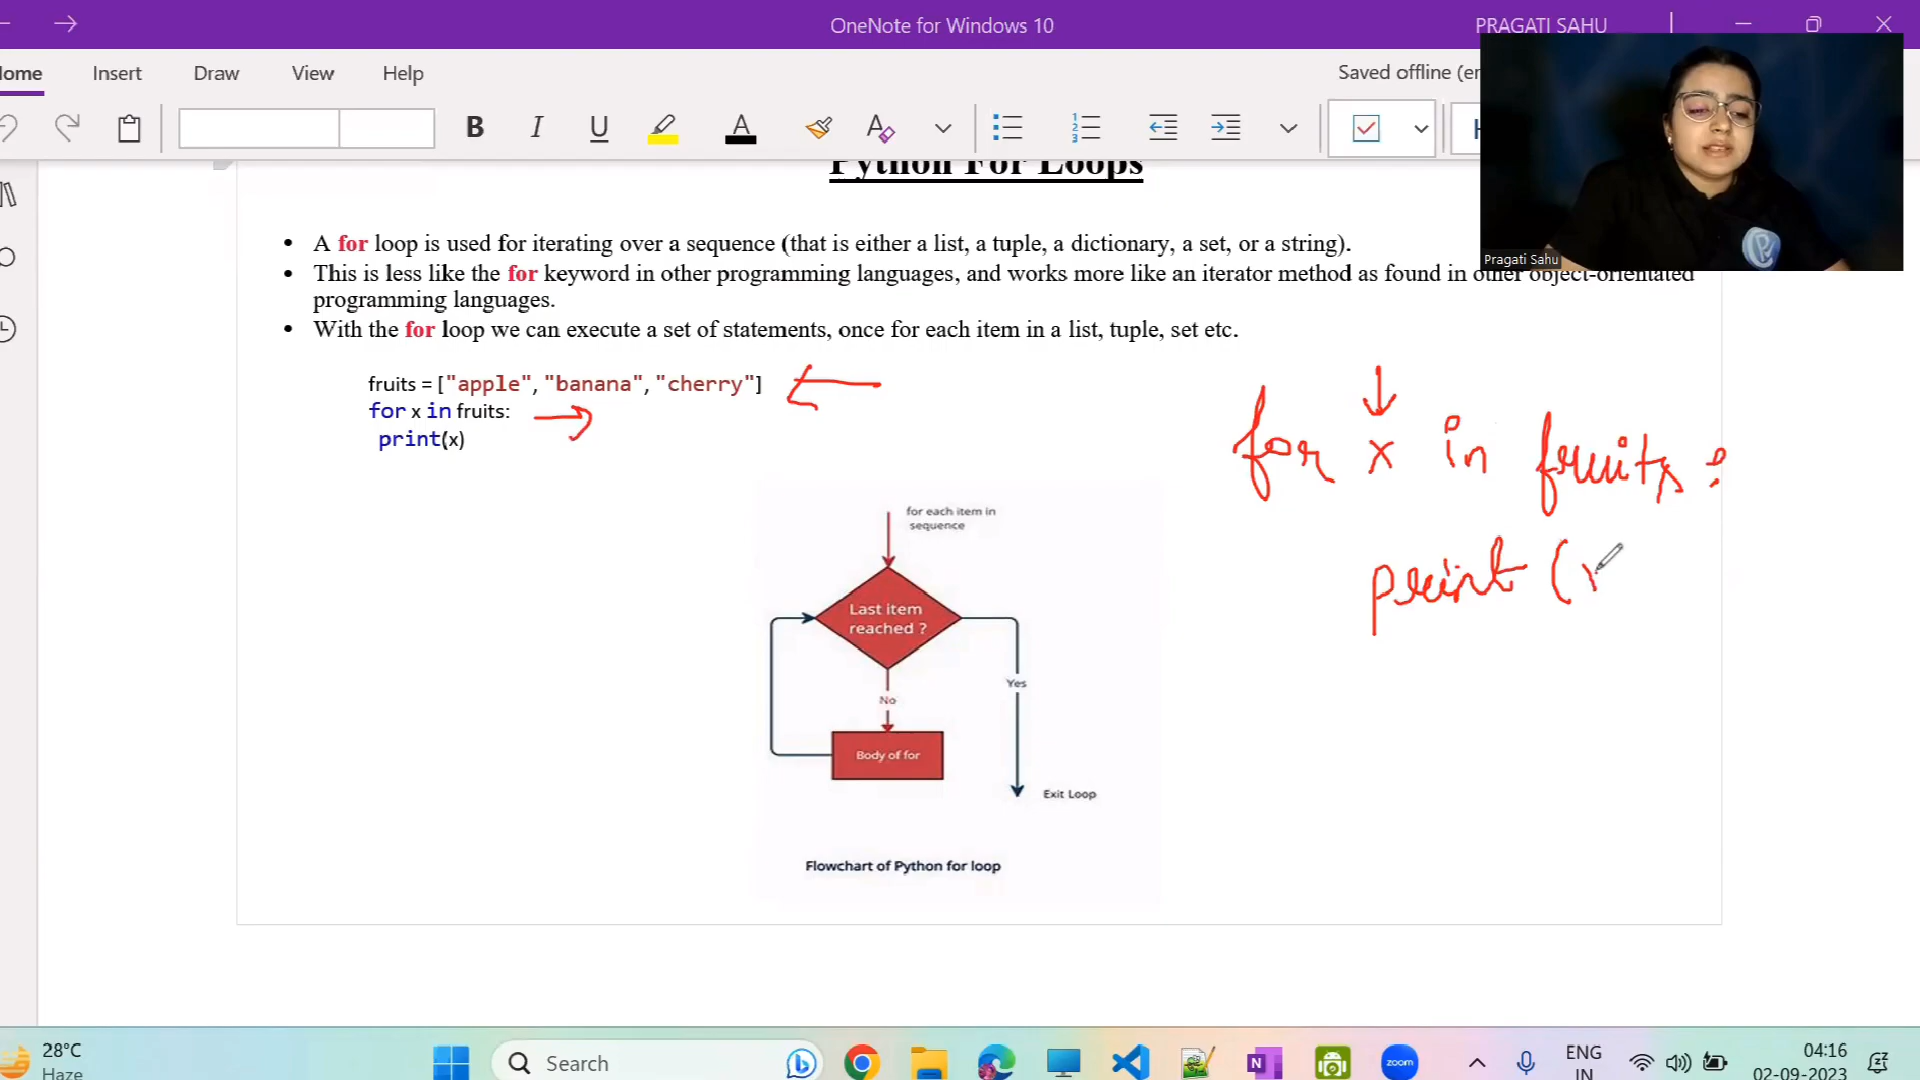 OneNote for Windows 10
PRAGATI SAHU
Home Insert Draw View Help
Saved offline
B I U A A
Python For Loops
Pragati Sahu
• A for loop is used for iterating over a sequence (that is either a list, a tuple, a dictionary, a set, or a string).
• This is less like the for keyword in other programming languages, and works more like an iterator method as found in other object-orientated
programming languages.
• With the for loop we can execute a set of statements, once for each item in a list, tuple, set etc.
fruits = ["apple", "banana", "cherry"]
for x in fruits:
print(x)
for x in fruits :
print (
for each item in
sequence
Last item
reached ?
Yes
No
Body of for
Exit Loop
Flowchart of Python for loop
28°C
Haze
Search
zoom
ENG
IN
04:16
02-09-2023